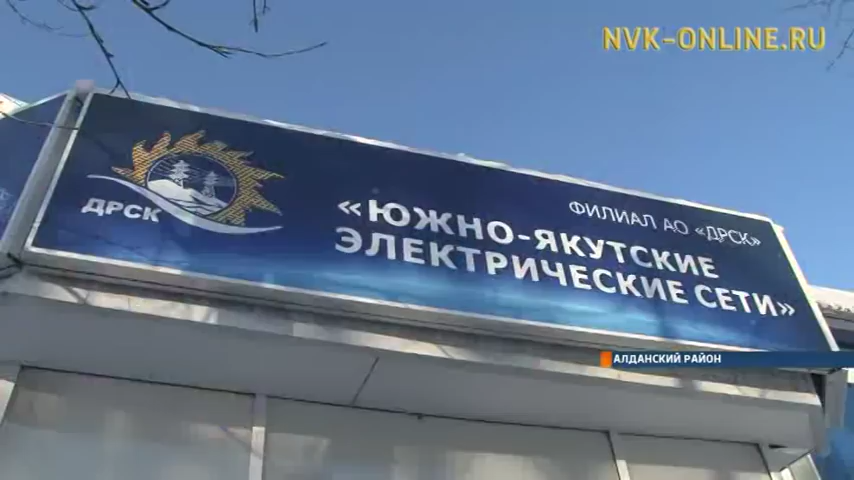 NVK-ONLINE.RU
ДРСК
ФИЛИАЛ АО «ДРСК»
«ЮЖНО-ЯКУТСКИЕ
ЭЛЕКТРИЧЕСКИЕ СЕТИ»
АЛДАНСКИЙ РАЙОН